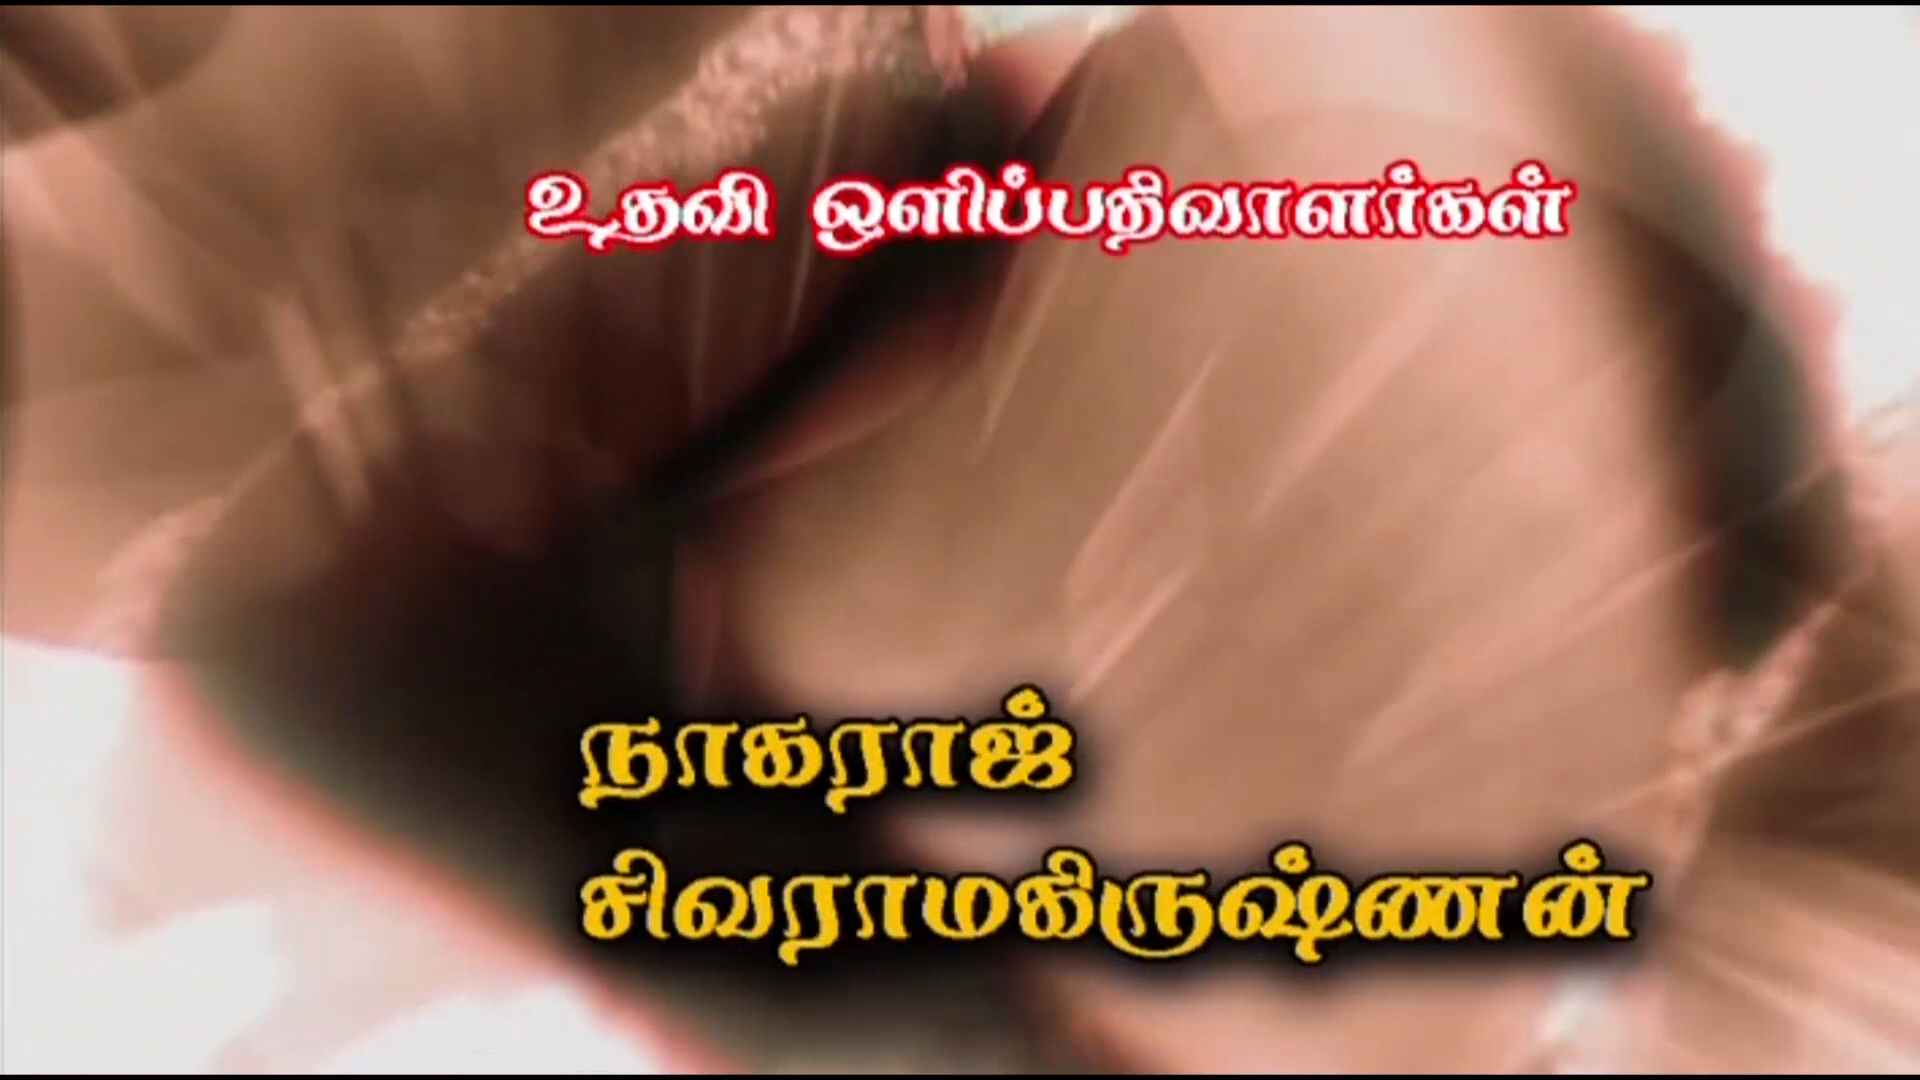 உதவி ஒளிப்பதிவாளர்கள்
நாகராஜ்
சிவராமகிருஷ்ணன்